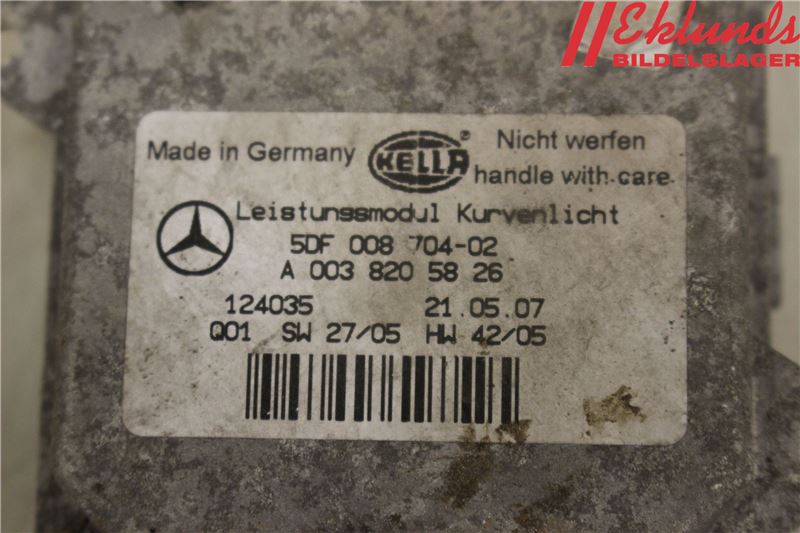 Eklunds
BILDELSLAGER
Made in Germany
HELLA
®
Nicht werfen
handle with care
Leistungsmodul Kurvenlicht
5DF 008 704-02
A 003 820 58 26
124035 21.05.07
Q01 SW 27/05 HW 42/05